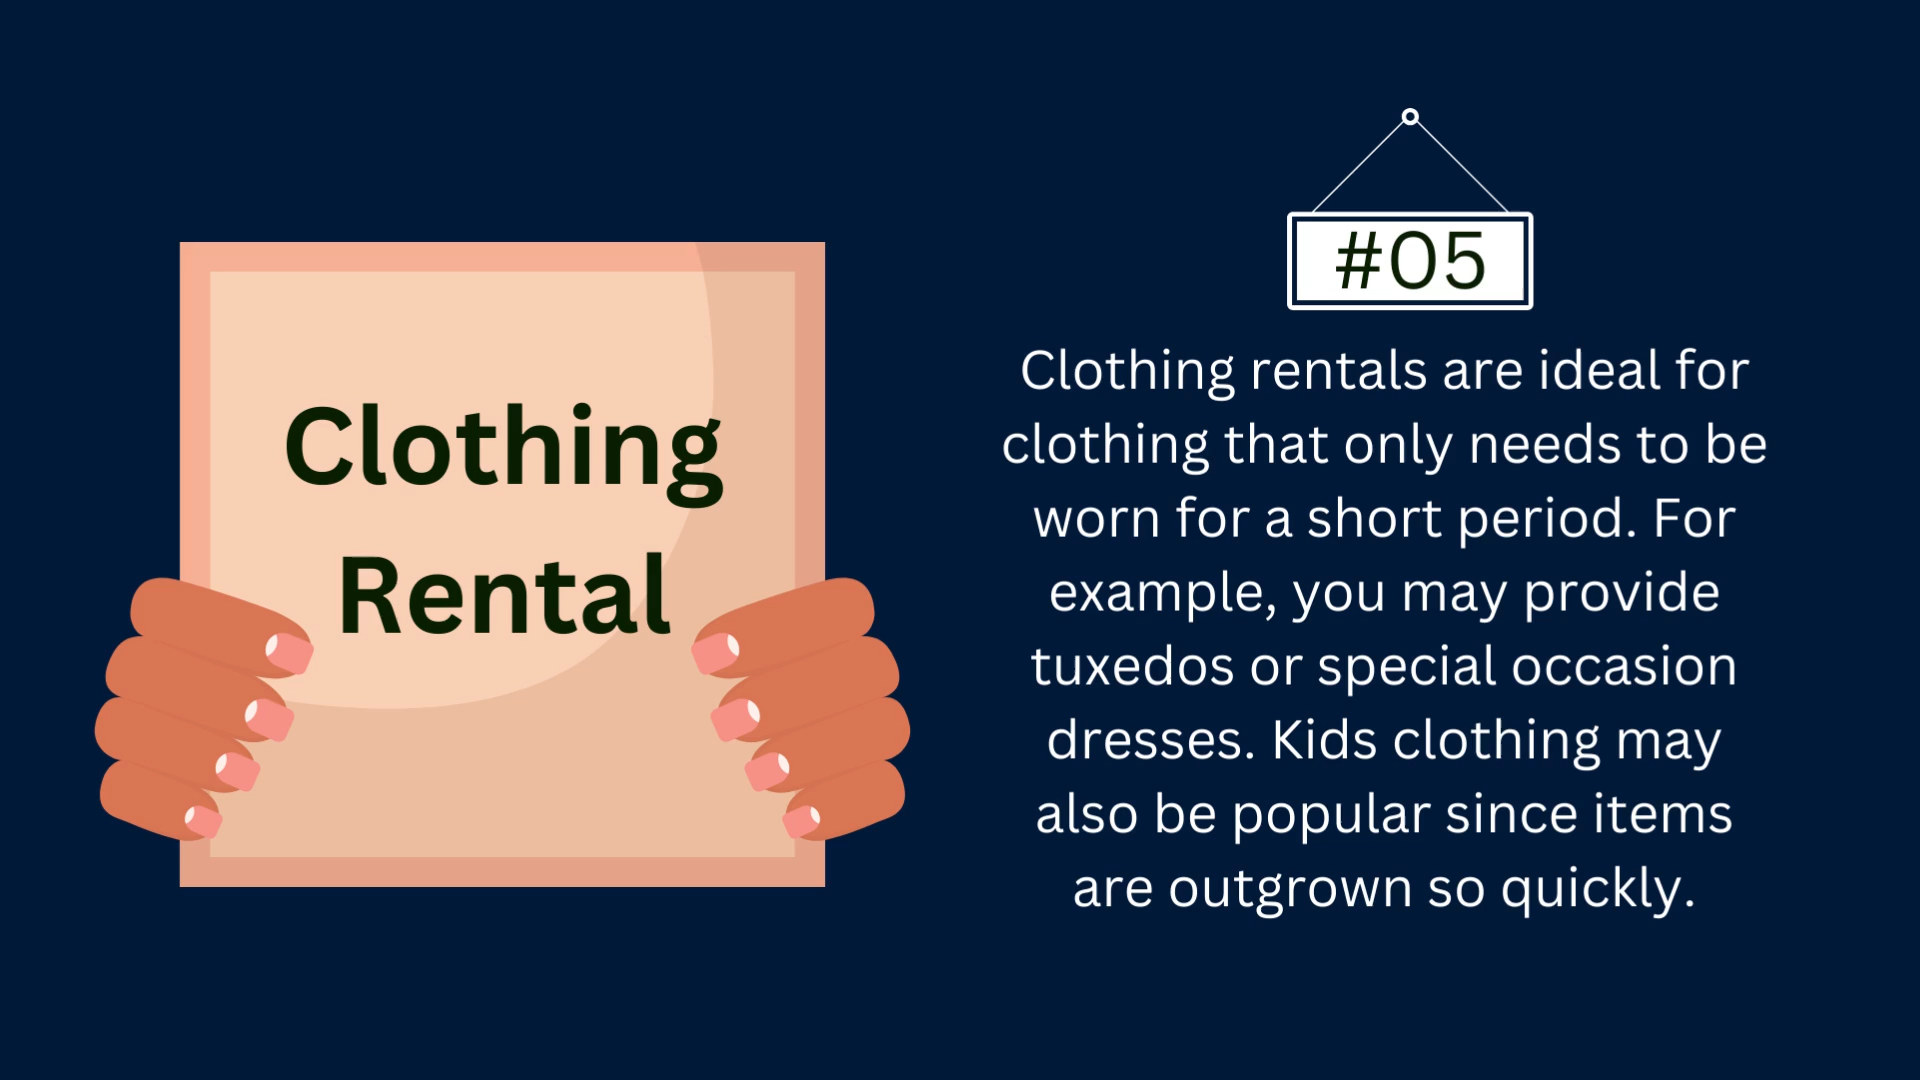 Clothing
Rental
#05
Clothing rentals are ideal for
clothing that only needs to be
worn for a short period. For
example, you may provide
tuxedos or special occasion
dresses. Kids clothing may
also be popular since items
are outgrown so quickly.